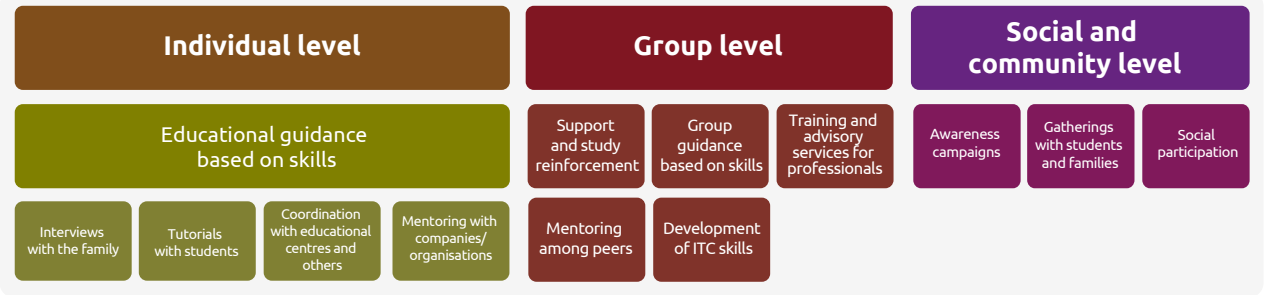 Individual level
Educational guidance
based on skills
Interviews
with the family
Tutorials
with students
Coordination
with educational
centres and
others
Mentoring with
companies/
organisations
Group level
Support
and study
reinforcement
Group
guidance
based on skills
Training and
advisory
services for
professionals
Mentoring
among peers
Development
of ITC skills
Social and
community level
Awareness
campaigns
Gatherings
with students
and families
Social
participation